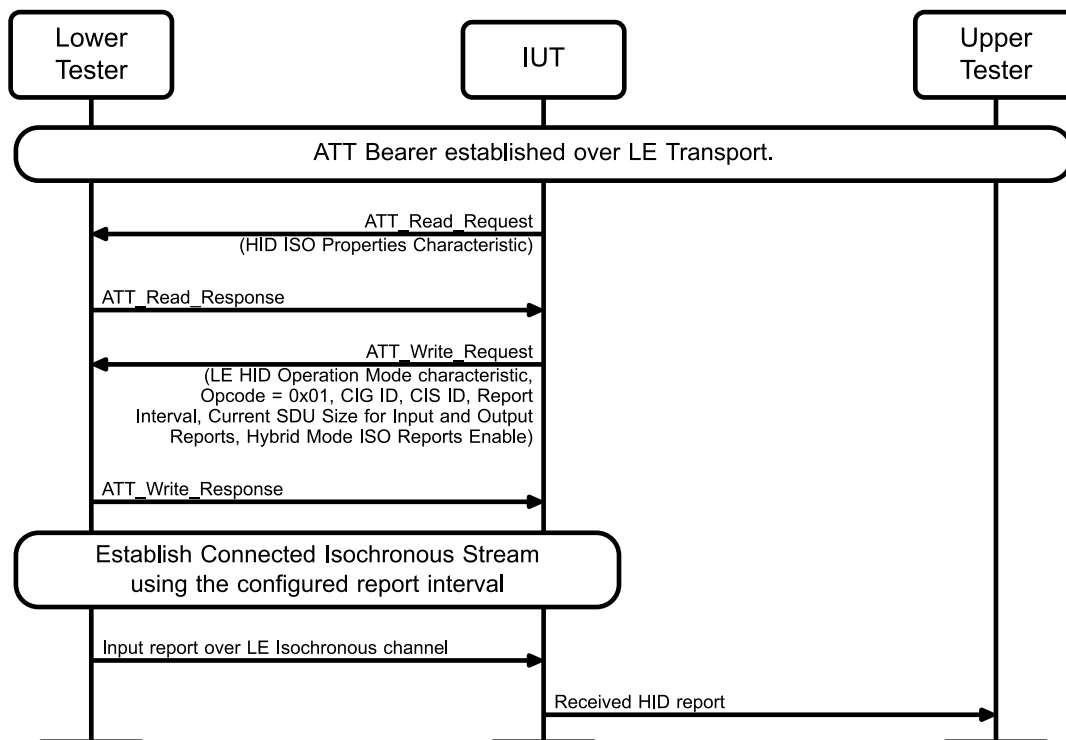 Lower
Tester
IUT
Upper
Tester
ATT Bearer established over LE Transport.
ATT_Read_Request
(HID ISO Properties Characteristic)
ATT_Read_Response
ATT_Write_Request
(LE HID Operation Mode characteristic,
Opcode = 0x01, CIG ID, CIS ID, Report
Interval, Current SDU Size for Input and Output
Reports, Hybrid Mode ISO Reports Enable)
ATT_Write_Response
Establish Connected Isochronous Stream
using the configured report interval
Input report over LE Isochronous channel
Received HID report